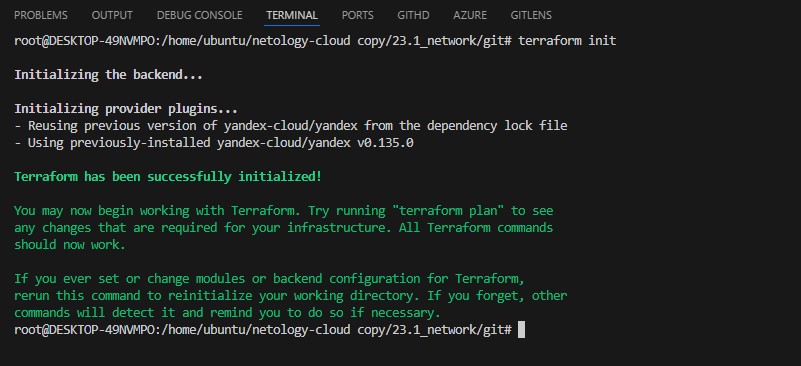 PROBLEMS OUTPUT DEBUG CONSOLE TERMINAL PORTS GITHD AZURE GITLENS
root@DESKTOP-49NVMPO:/home/ubuntu/netology-cloud copy/23.1_network/git# terraform init
Initializing the backend...
Initializing provider plugins...
- Reusing previous version of yandex-cloud/yandex from the dependency lock file
- Using previously-installed yandex-cloud/yandex v0.135.0
Terraform has been successfully initialized!
You may now begin working with Terraform. Try running "terraform plan" to see
any changes that are required for your infrastructure. All Terraform commands
should now work.
If you ever set or change modules or backend configuration for Terraform,
rerun this command to reinitialize your working directory. If you forget, other
commands will detect it and remind you to do so if necessary.
root@DESKTOP-49NVMPO:/home/ubuntu/netology-cloud copy/23.1_network/git#